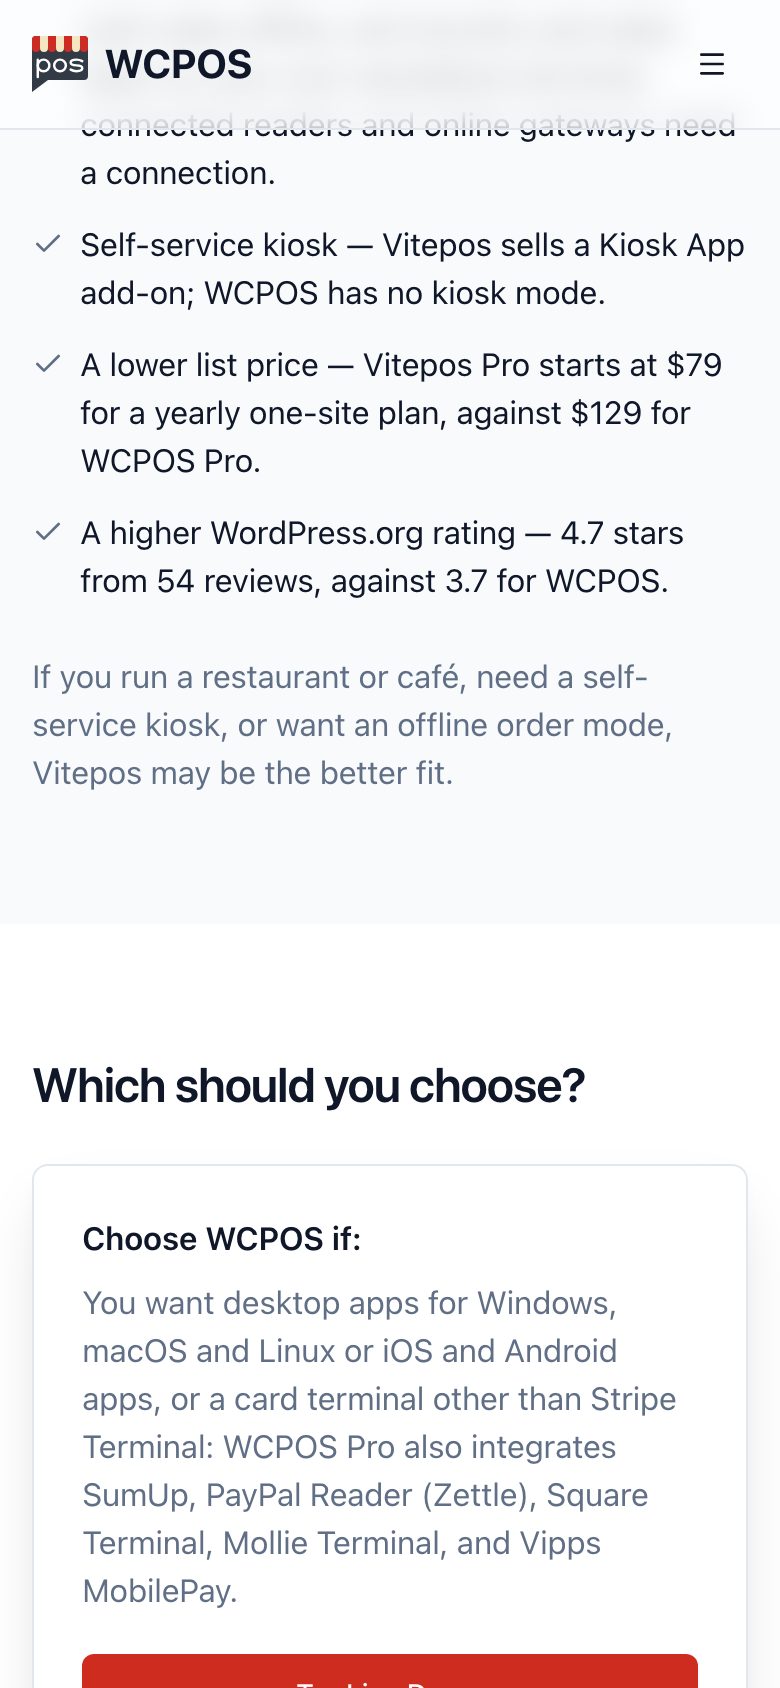 pos WCPOS
connected readers and online gateways need
a connection.
Self-service kiosk — Vitepos sells a Kiosk App
add-on; WCPOS has no kiosk mode.
A lower list price — Vitepos Pro starts at $79
for a yearly one-site plan, against $129 for
WCPOS Pro.
A higher WordPress.org rating — 4.7 stars
from 54 reviews, against 3.7 for WCPOS.
If you run a restaurant or café, need a self-
service kiosk, or want an offline order mode,
Vitepos may be the better fit.
Which should you choose?
Choose WCPOS if:
You want desktop apps for Windows,
macOS and Linux or iOS and Android
apps, or a card terminal other than Stripe
Terminal: WCPOS Pro also integrates
SumUp, PayPal Reader (Zettle), Square
Terminal, Mollie Terminal, and Vipps
MobilePay.